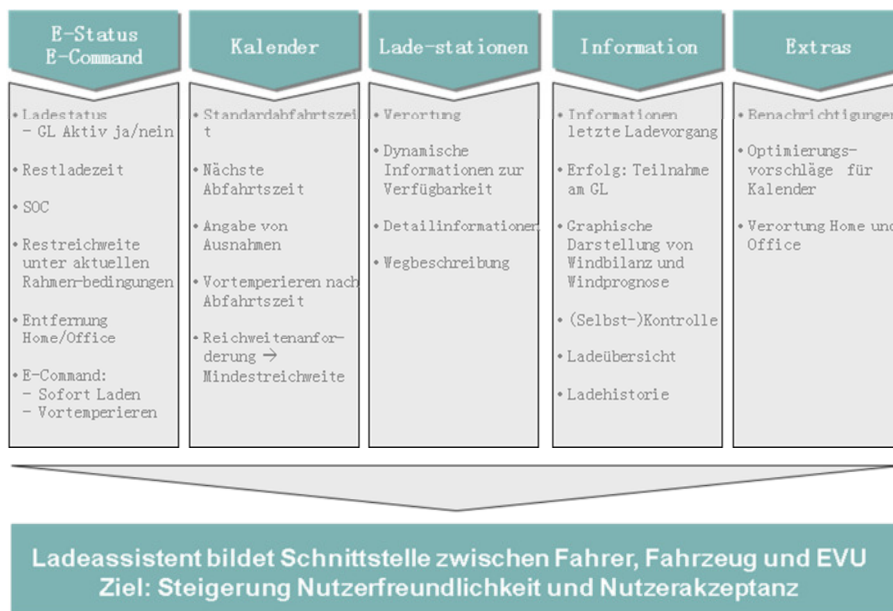 E-Status
E-Command
• Ladestatus
– GL Aktiv ja/nein
• Restladezeit
• SOC
• Restreichweite
unter aktuellen
Rahmen-bedingungen
• Entfernung
Home/Office
• E-Command:
– Sofort Laden
– Vortemperieren
Kalender
• Standardabfahrtszei
t
• Nächste
Abfahrtszeit
• Angabe von
Ausnahmen
• Vortemperieren nach
Abfahrtszeit
• Reichweitenanfor-
derung →
Mindestreichweite
Lade-stationen
• Verortung
• Dynamische
Informationen zur
Verfügbarkeit
• Detailinformationen
• Wegbeschreibung
Information
• Informationen
letzte Ladevorgang
• Erfolg: Teilnahme
am GL
• Graphische
Darstellung von
Windbilanz und
Windprognose
• (Selbst-)Kontrolle
• Ladeübersicht
• Ladehistorie
Extras
• Benachrichtigungen
• Optimierungs-
vorschläge für
Kalender
• Verortung Home und
Office
Ladeassistent bildet Schnittstelle zwischen Fahrer, Fahrzeug und EVU
Ziel: Steigerung Nutzerfreundlichkeit und Nutzerakzeptanz